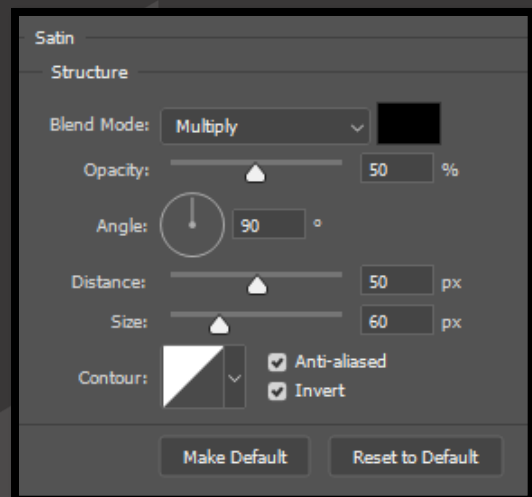 Satin
Structure
Blend Mode: Multiply
Opacity: 50 %
Angle: 90 °
Distance: 50 px
Size: 60 px
Contour: Anti-aliased
Invert
Make Default Reset to Default